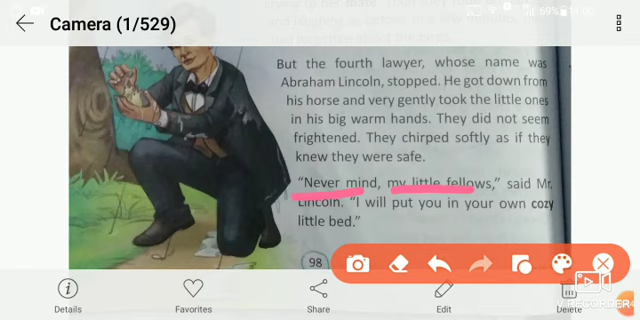 69%
Camera (1/529)
But the fourth lawyer, whose name was
Abraham Lincoln, stopped. He got down from
his horse and very gently took the little ones
in his big warm hands. They did not seem
frightened. They chirped softly as if they
knew they were safe.
"Never mind, my little fellows," said Mr.
Lincoln. "I will put you in your own cozy
little bed."
98
Details
Favorites
Share
Edit
Delete
RECORDER